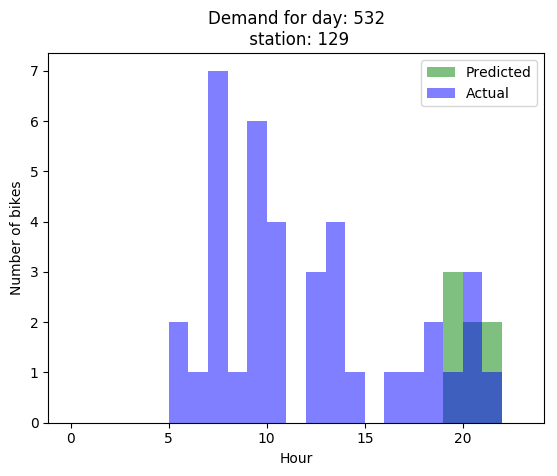 Demand for day: 532
station: 129
Predicted
Actual
Number of bikes
7
6
5
4
3
2
1
0
0 5 10 15 20
Hour